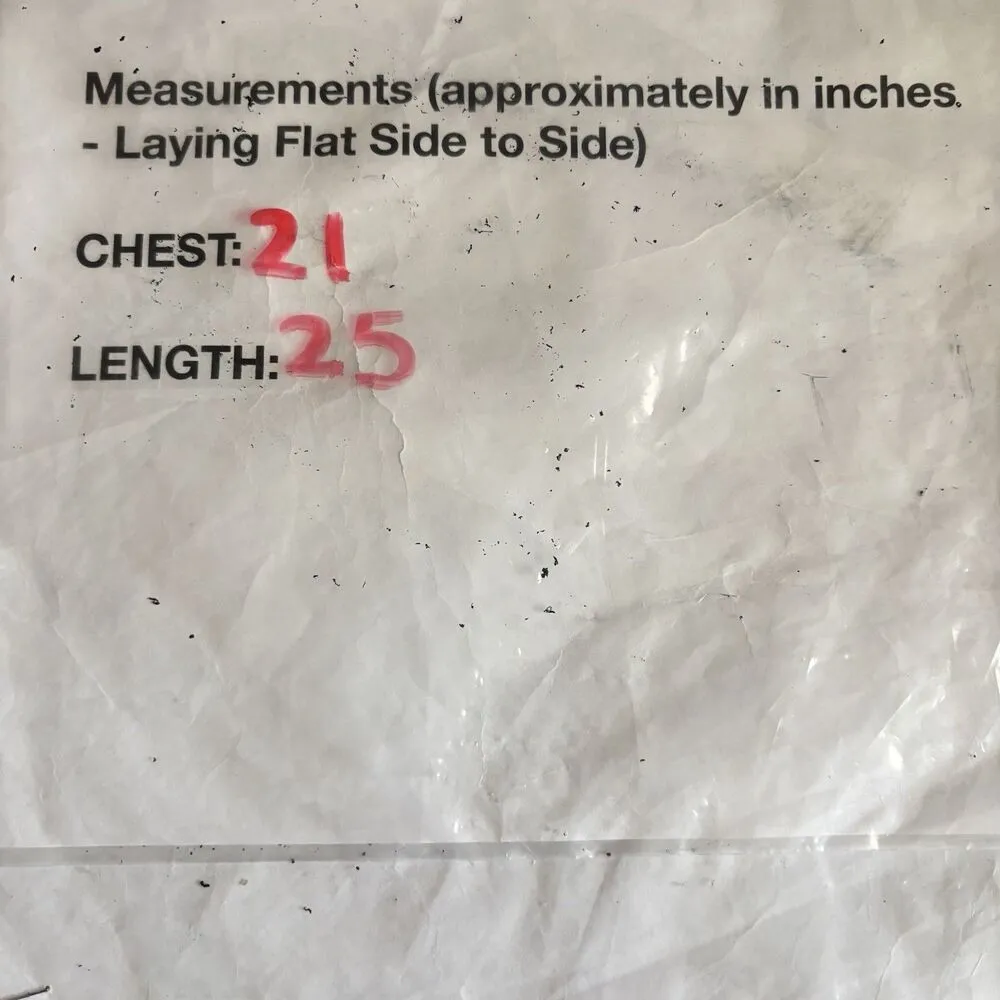 Measurements (approximately in inches.
- Laying Flat Side to Side)
CHEST: 21
LENGTH: 25